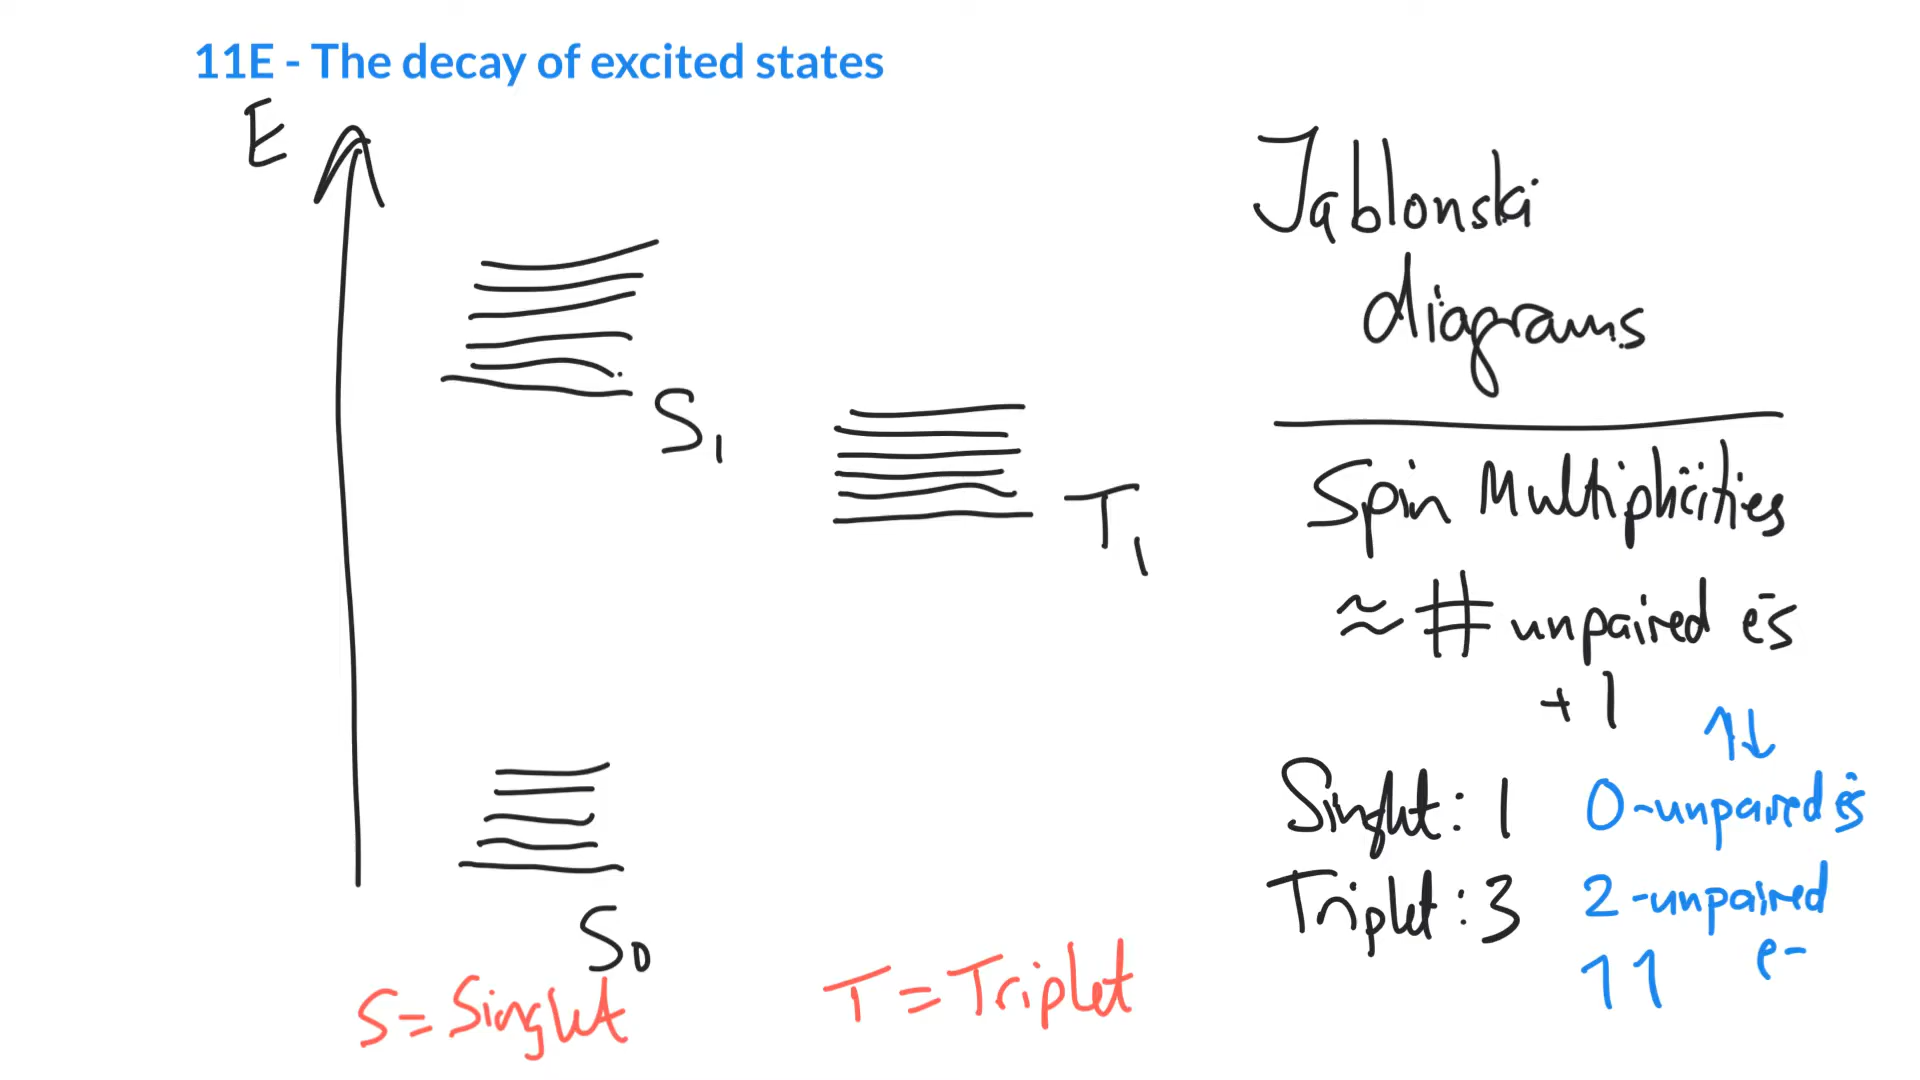 11E - The decay of excited states
E
S₁
T₁
S₀
S = Singlet
T = Triplet
Jablonski
diagrams
Spin Multiplicities
≈ # unpaired e⁻s
+ 1
↑↓
Singlet : 1 0-unpaired e⁻s
Triplet : 3 2-unpaired
e-
↿↿